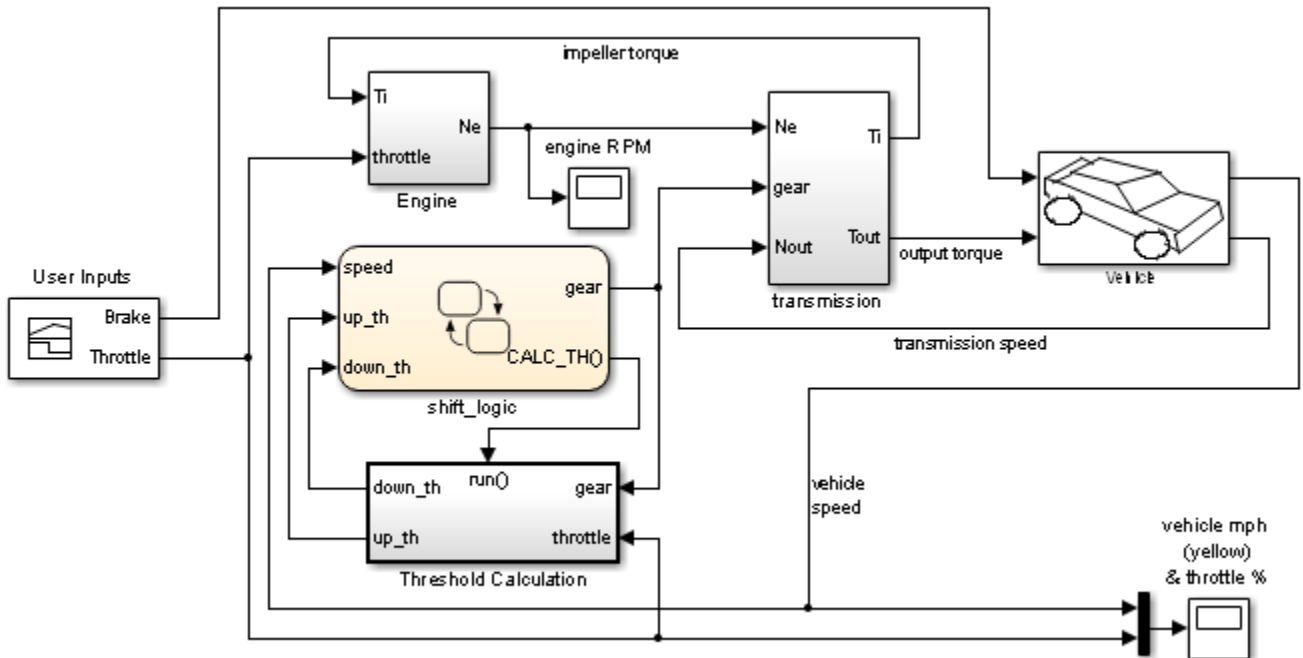 impeller torque
Ti
Ne
throttle
Engine
engine RPM
Ne
Ti
gear
Nout
Tout
transmission
output torque
Vehicle
transmission speed
User Inputs
Brake
Throttle
speed
up_th
down_th
gear
CALC_TH()
shift_logic
run()
down_th
gear
up_th
throttle
Threshold Calculation
vehicle
speed
vehicle mph
(yellow)
& throttle %